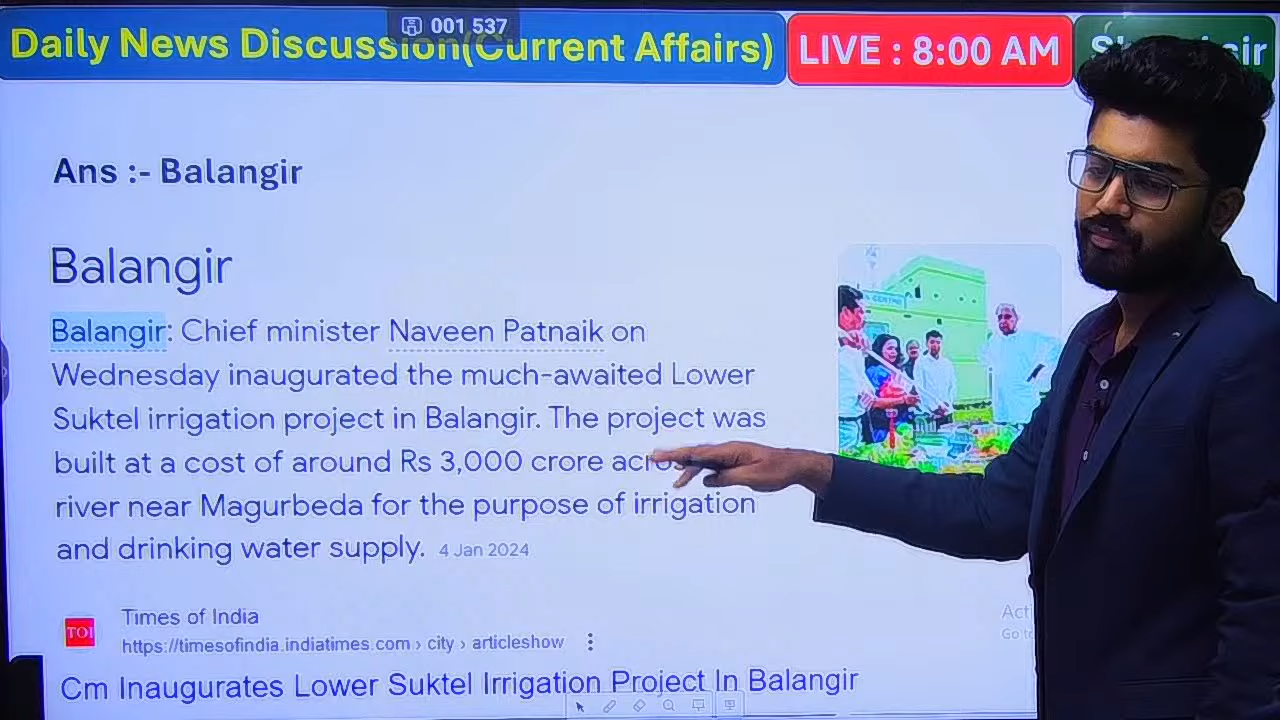 001 537
Daily News Discussion(Current Affairs)
LIVE : 8:00 AM
Ans :- Balangir
Balangir
Balangir: Chief minister Naveen Patnaik on
Wednesday inaugurated the much-awaited Lower
Suktel irrigation project in Balangir. The project was
built at a cost of around Rs 3,000 crore
river near Magurbeda for the purpose of irrigation
and drinking water supply. 4 Jan 2024
CENTRE
TOI
Times of India
https://timesofindia.indiatimes.com › city › articleshow
Cm Inaugurates Lower Suktel Irrigation Project In Balangir